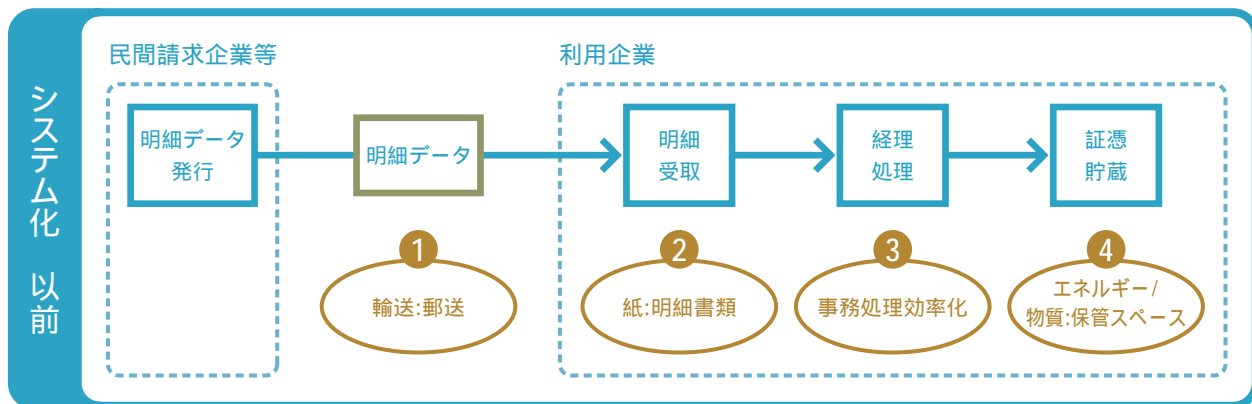 システム化 以前
民間請求企業等
利用企業
明細データ
発行
明細データ
明細
受取
経理
処理
証憑
貯蔵
1
輸送:郵送
2
紙:明細書類
3
事務処理効率化
4
エネルギー/
物質:保管スペース